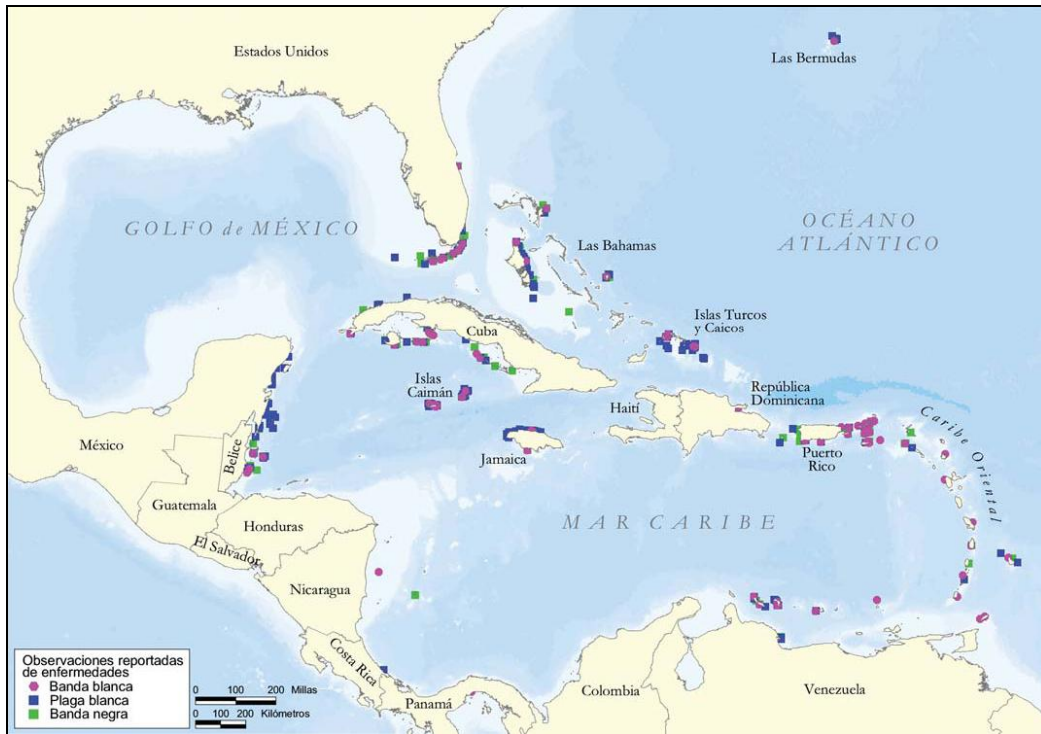 Estados Unidos
Las Bermudas
GOLFO de MÉXICO
OCÉANO
ATLÁNTICO
Las Bahamas
Islas Turcos
y Caicos
Cuba
Islas
Caimán
República
Dominicana
Haití
Caribe Oriental
México
Belice
Jamaica
Puerto
Rico
Guatemala
Honduras
MAR CARIBE
El Salvador
Nicaragua
Costa Rica
Panamá
Colombia
Venezuela
Observaciones reportadas
de enfermedades
Banda blanca
Plaga blanca
Banda negra
0 100 200 Millas
0 100 200 Kilómetros